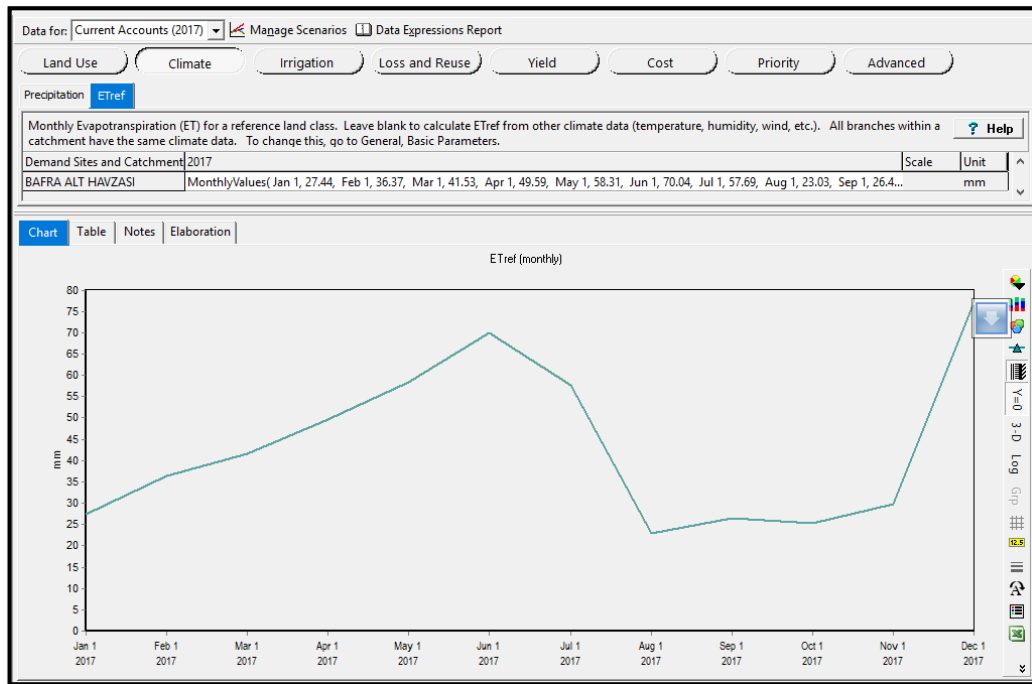 Data for: Current Accounts (2017) Manage Scenarios Data Expressions Report
Land Use Climate Irrigation Loss and Reuse Yield Cost Priority Advanced
Precipitation ETref
Monthly Evapotranspiration (ET) for a reference land class. Leave blank to calculate ETref from other climate data (temperature, humidity, wind, etc.). All branches within a
catchment have the same climate data. To change this, go to General, Basic Parameters.
? Help
Demand Sites and Catchment 2017 Scale Unit
BAFRA ALT HAVZASI MonthlyValues( Jan 1, 27.44, Feb 1, 36.37, Mar 1, 41.53, Apr 1, 49.59, May 1, 58.31, Jun 1, 70.04, Jul 1, 57.69, Aug 1, 23.03, Sep 1, 26.4... mm
Chart Table Notes Elaboration
ETref (monthly)
80
75
70
65
60
55
50
45
40
35
30
25
20
15
10
5
0
mm
Jan 1 Feb 1 Mar 1 Apr 1 May 1 Jun 1 Jul 1 Aug 1 Sep 1 Oct 1 Nov 1 Dec 1
2017 2017 2017 2017 2017 2017 2017 2017 2017 2017 2017 2017
Y=0
3-D
Log
Grp
12.5
A